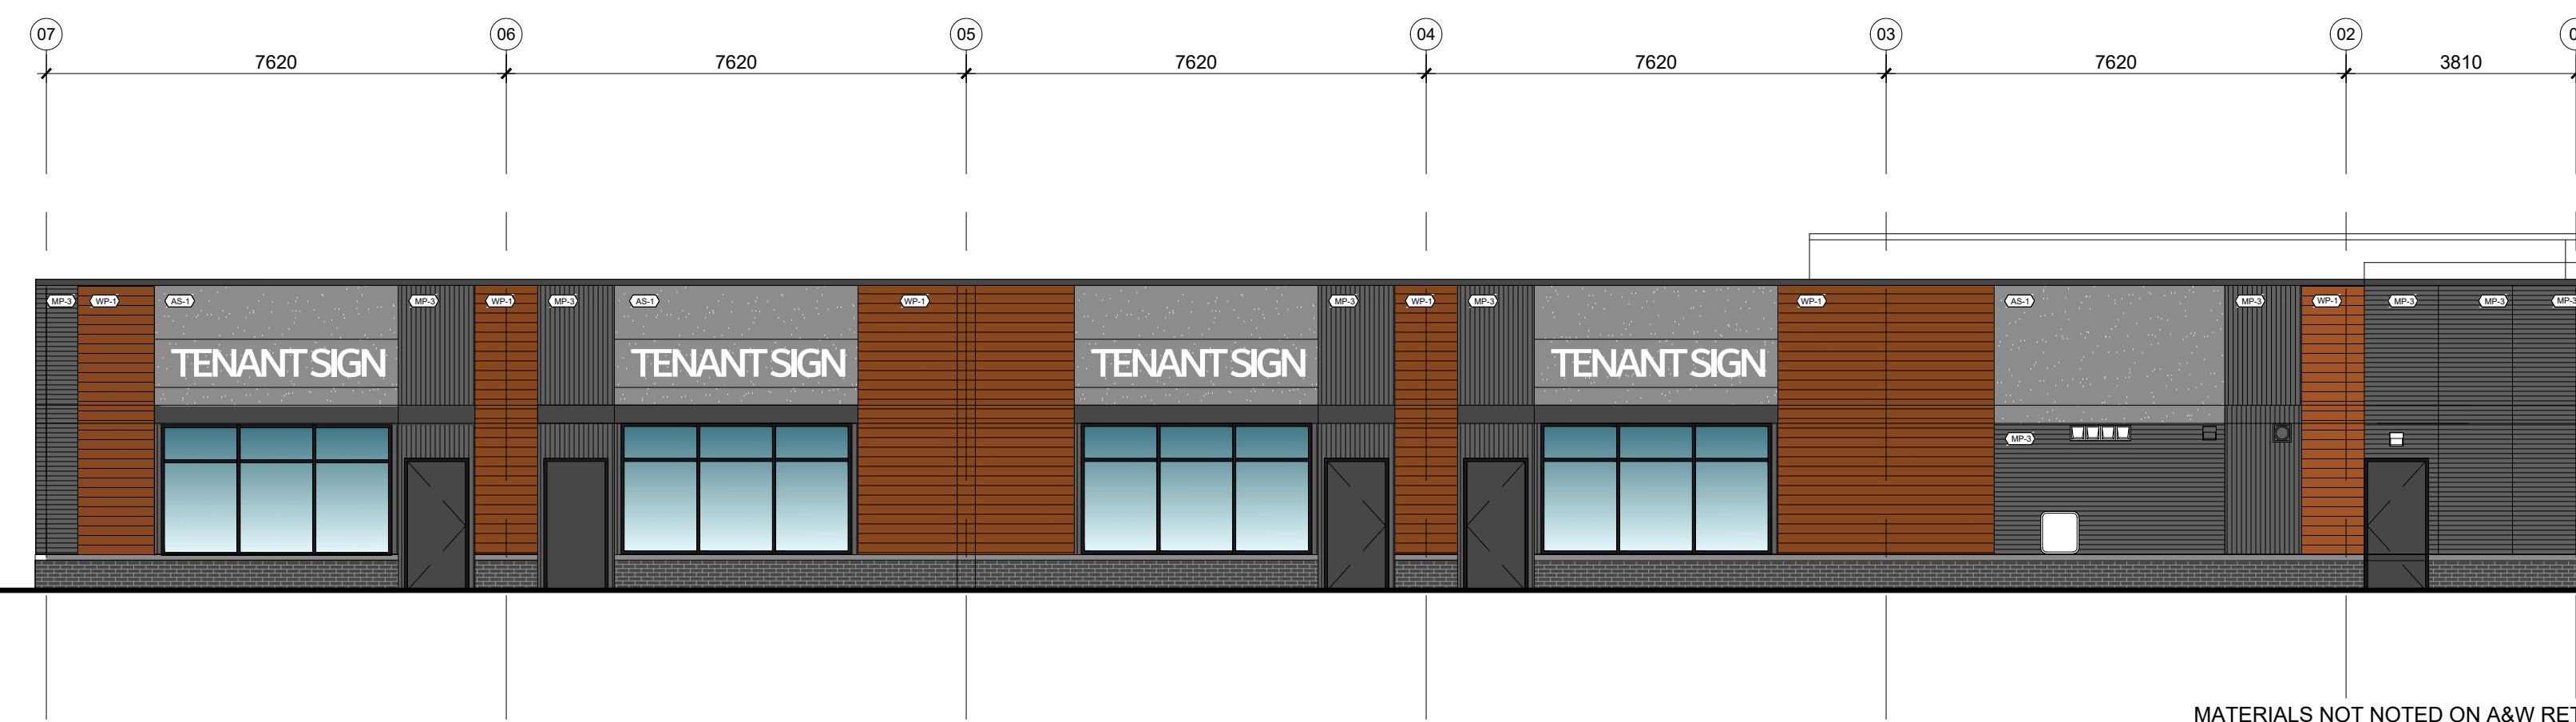 07 06 05 04 03 02
7620 7620 7620 7620 7620 3810
MP-3 WP-1 AS-1 MP-3 WP-1 MP-3 AS-1 WP-1 MP-3 WP-1 MP-3 WP-1 AS-1 MP-3 WP-1 MP-3 MP-3 MP-3
TENANT SIGN TENANT SIGN TENANT SIGN TENANT SIGN
MP-3
MATERIALS NOT NOTED ON A&W